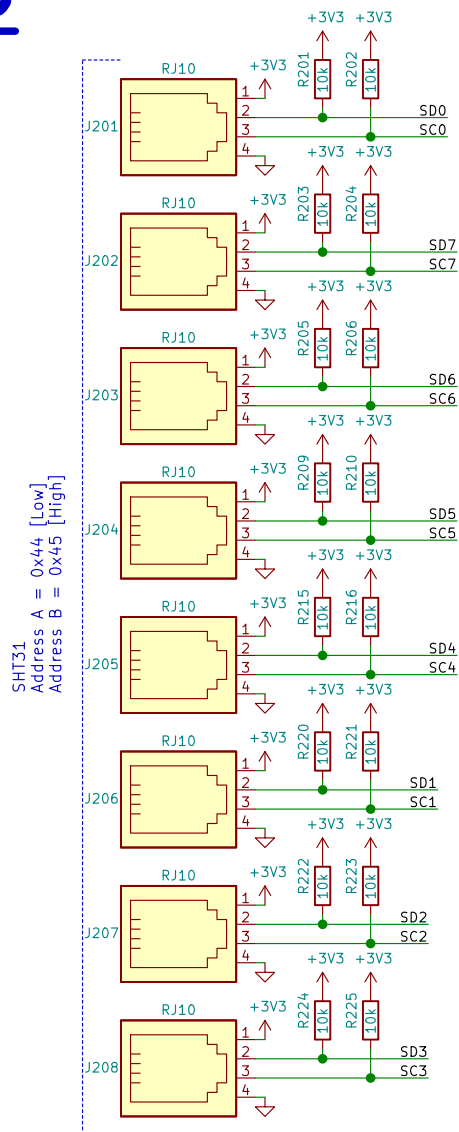 2
+3V3 +3V3
R201 10k R202 10k
RJ10 +3V3
J201
1
2 SD0
3 SC0
4
+3V3 +3V3
R203 10k R204 10k
RJ10 +3V3
J202
1
2 SD7
3 SC7
4
+3V3 +3V3
R205 10k R206 10k
RJ10 +3V3
J203
1
2 SD6
3 SC6
4
+3V3 +3V3
R209 10k R210 10k
RJ10 +3V3
J204
1
2 SD5
3 SC5
4
SHT31
Address A = 0x44 [Low]
Address B = 0x45 [High]
+3V3 +3V3
R215 10k R216 10k
RJ10 +3V3
J205
1
2 SD4
3 SC4
4
+3V3 +3V3
R220 10k R221 10k
RJ10 +3V3
J206
1
2 SD1
3 SC1
4
+3V3 +3V3
R222 10k R223 10k
RJ10 +3V3
J207
1
2 SD2
3 SC2
4
+3V3 +3V3
R224 10k R225 10k
RJ10 +3V3
J208
1
2 SD3
3 SC3
4